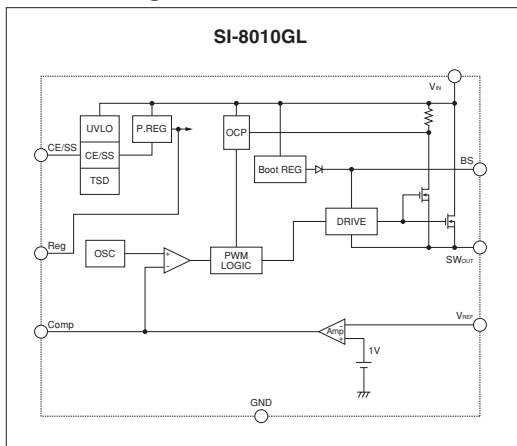 SI-8010GL
VIN
UVLO
P.REG
OCP
CE/SS
CE/SS
TSD
Boot REG
BS
DRIVE
Reg
OSC
+
−
PWM
LOGIC
SWOUT
Comp
Amp
−
+
VREF
1V
GND